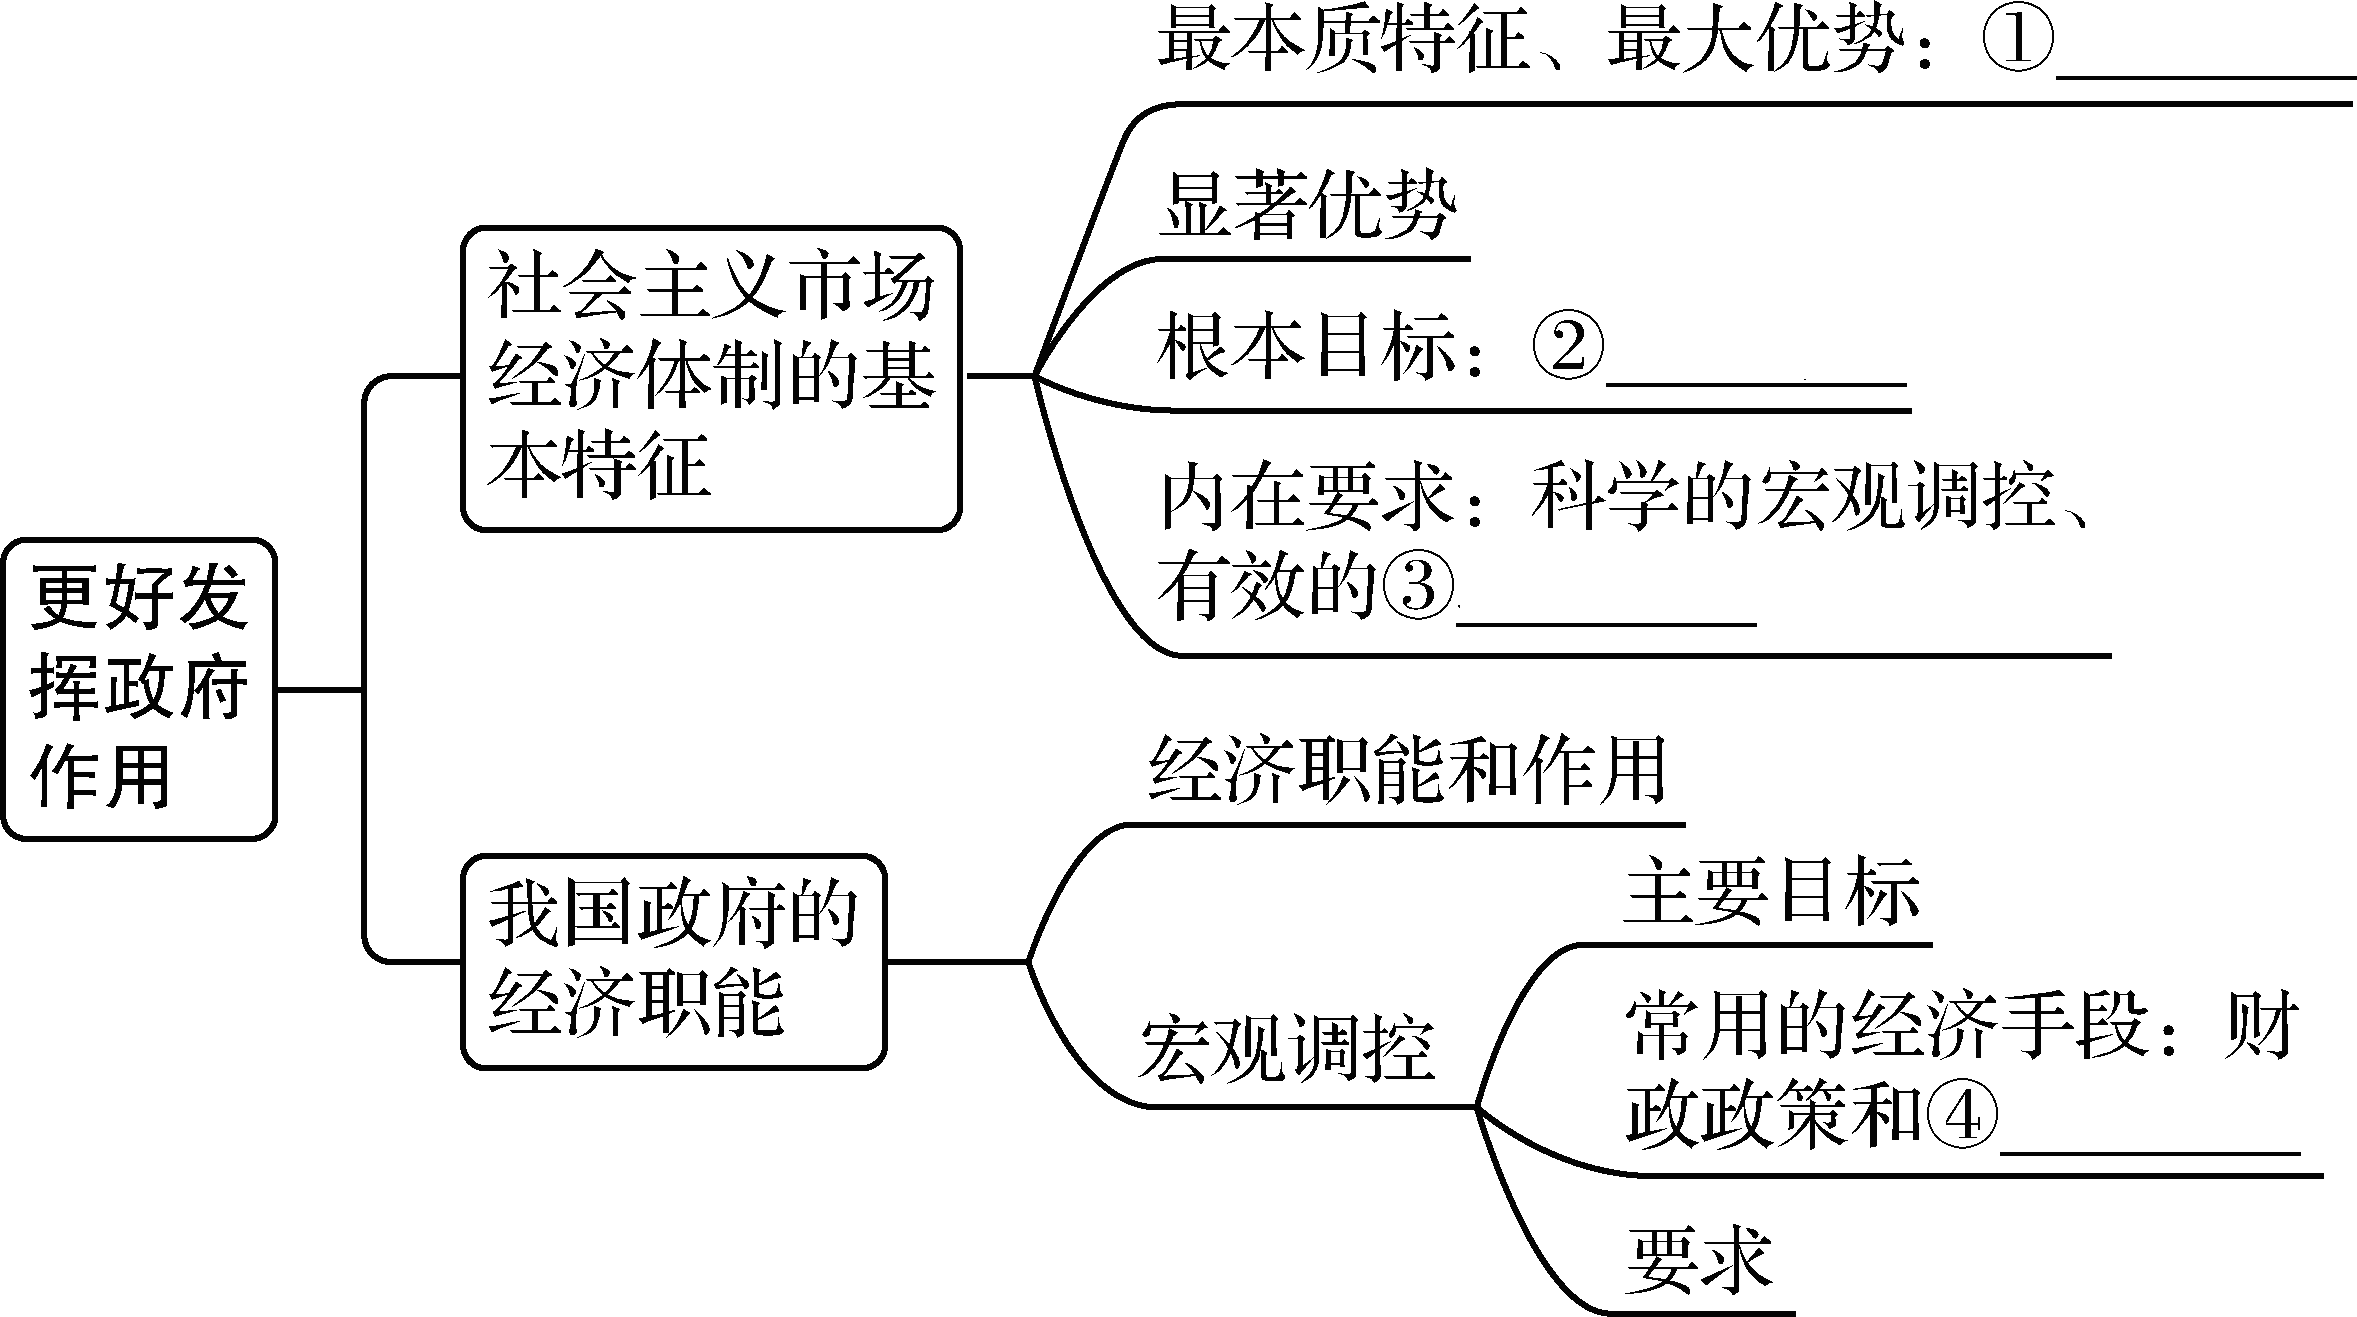 更好发
挥政府
作用
社会主义市场
经济体制的基
本特征
最本质特征、最大优势：①
显著优势
根本目标：②
内在要求：科学的宏观调控、
有效的③
我国政府的
经济职能
经济职能和作用
宏观调控
主要目标
常用的经济手段：财
政政策和④
要求